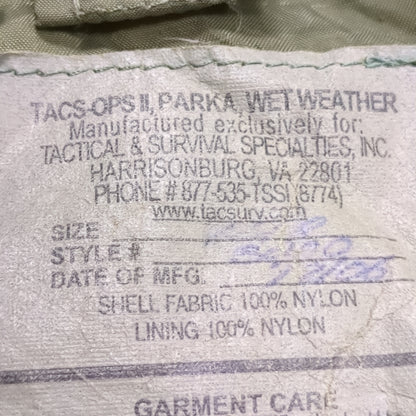 TACS-OPS II, PARKA, WET WEATHER
Manufactured exclusively for:
TACTICAL & SURVIVAL SPECIALTIES, INC.
HARRISONBURG, VA 22801
PHONE # 877-535-TSSI (8774)
www.tacsurv.com
SIZE
STYLE #
DATE OF MFG.
SHELL FABRIC 100% NYLON
LINING 100% NYLON
GARMENT CARE